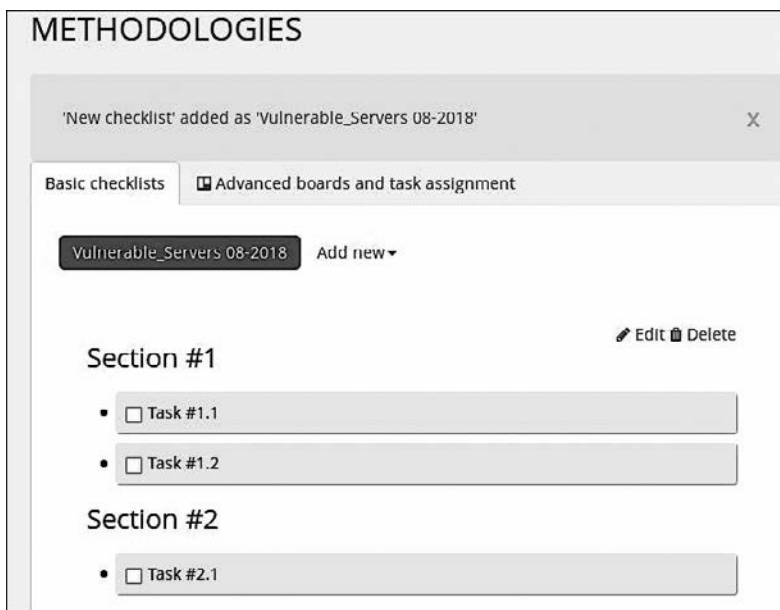 METHODOLOGIES
'New checklist' added as 'Vulnerable_Servers 08-2018'
X
Basic checklists
Advanced boards and task assignment
Vulnerable_Servers 08-2018
Add new
Edit Delete
Section #1
Task #1.1
Task #1.2
Section #2
Task #2.1